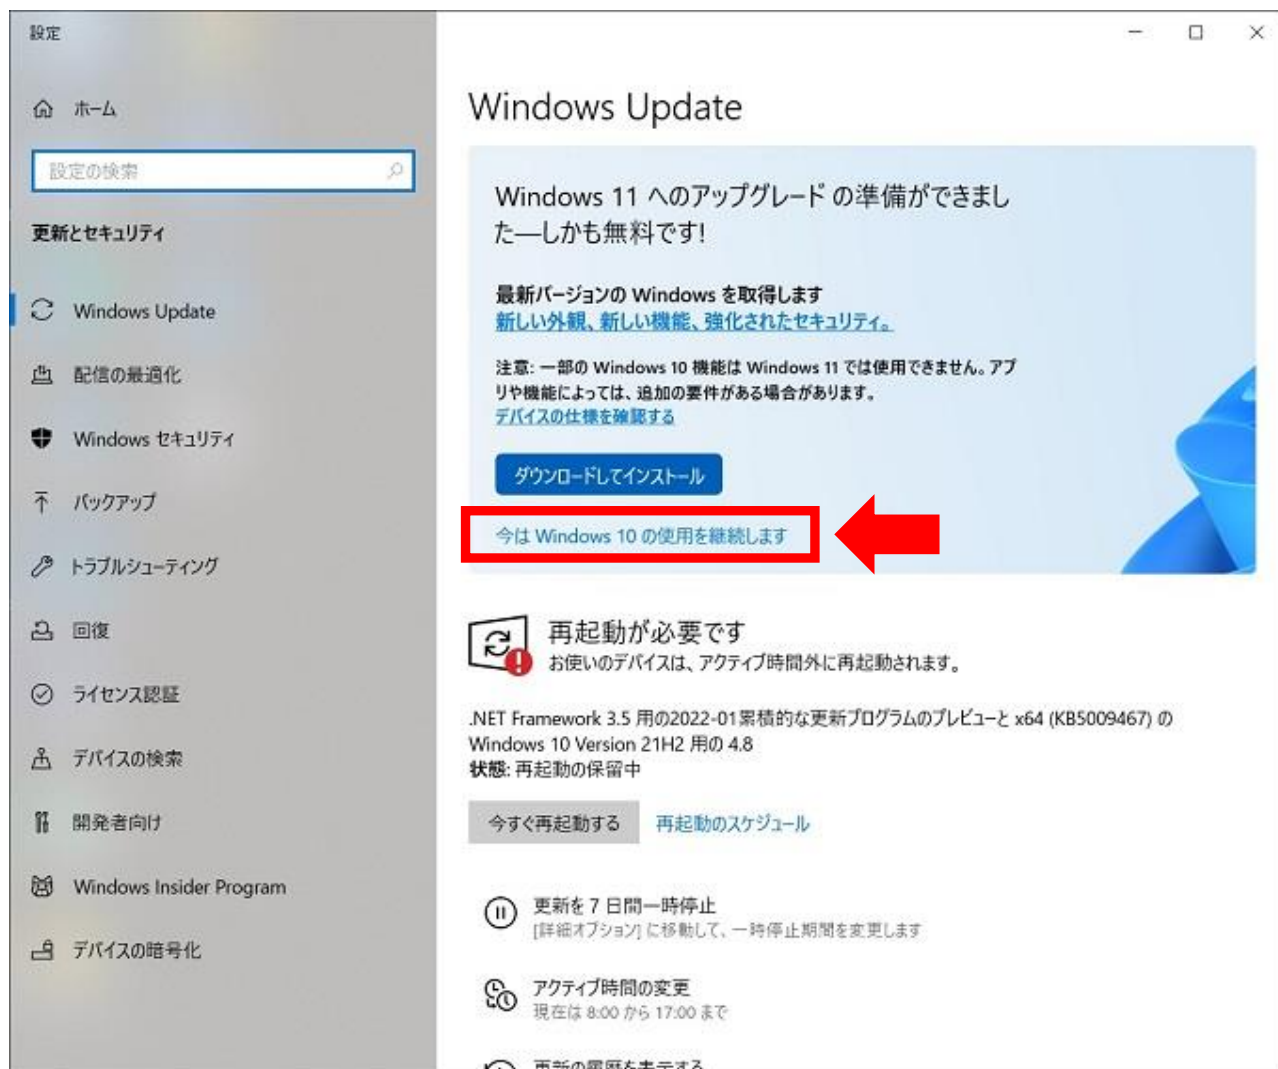 設定
ホーム
設定の検索
更新とセキュリティ
Windows Update
配信の最適化
Windows セキュリティ
バックアップ
トラブルシューティング
回復
ライセンス認証
デバイスの検索
開発者向け
Windows Insider Program
デバイスの暗号化
Windows Update
Windows 11 へのアップグレード の準備ができまし
た—しかも無料です!
最新バージョンの Windows を取得します
新しい外観、新しい機能、強化されたセキュリティ。
注意: 一部の Windows 10 機能は Windows 11 では使用できません。アプ
リや機能によっては、追加の要件がある場合があります。
デバイスの仕様を確認する
ダウンロードしてインストール
今は Windows 10 の使用を継続します
再起動が必要です
お使いのデバイスは、アクティブ時間外に再起動されます。
.NET Framework 3.5 用の2022-01累積的な更新プログラムのプレビューと x64 (KB5009467) の
Windows 10 Version 21H2 用の 4.8
状態: 再起動の保留中
今すぐ再起動する
再起動のスケジュール
更新を 7 日間一時停止
[詳細オプション] に移動して、一時停止期間を変更します
アクティブ時間の変更
現在は 8:00 から 17:00 まで
更新の履歴を表示する